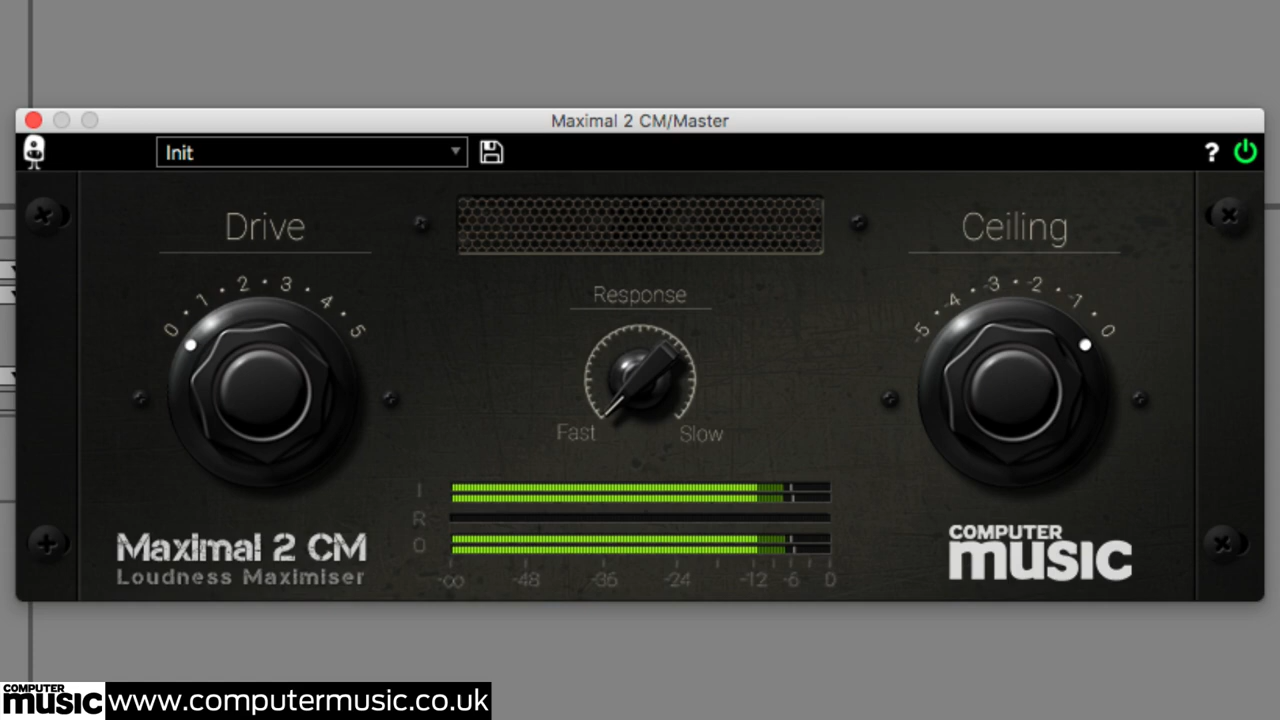 Maximal 2 CM/Master
Init
?
Drive
0 1 2 3 4 5
Response
Fast
Slow
Ceiling
-5 -4 -3 -2 -1 0
I
R
O
-oo -48 -36 -24 -12 -6 0
Maximal 2 CM
Loudness Maximiser
COMPUTER
music
COMPUTER
music
www.computermusic.co.uk